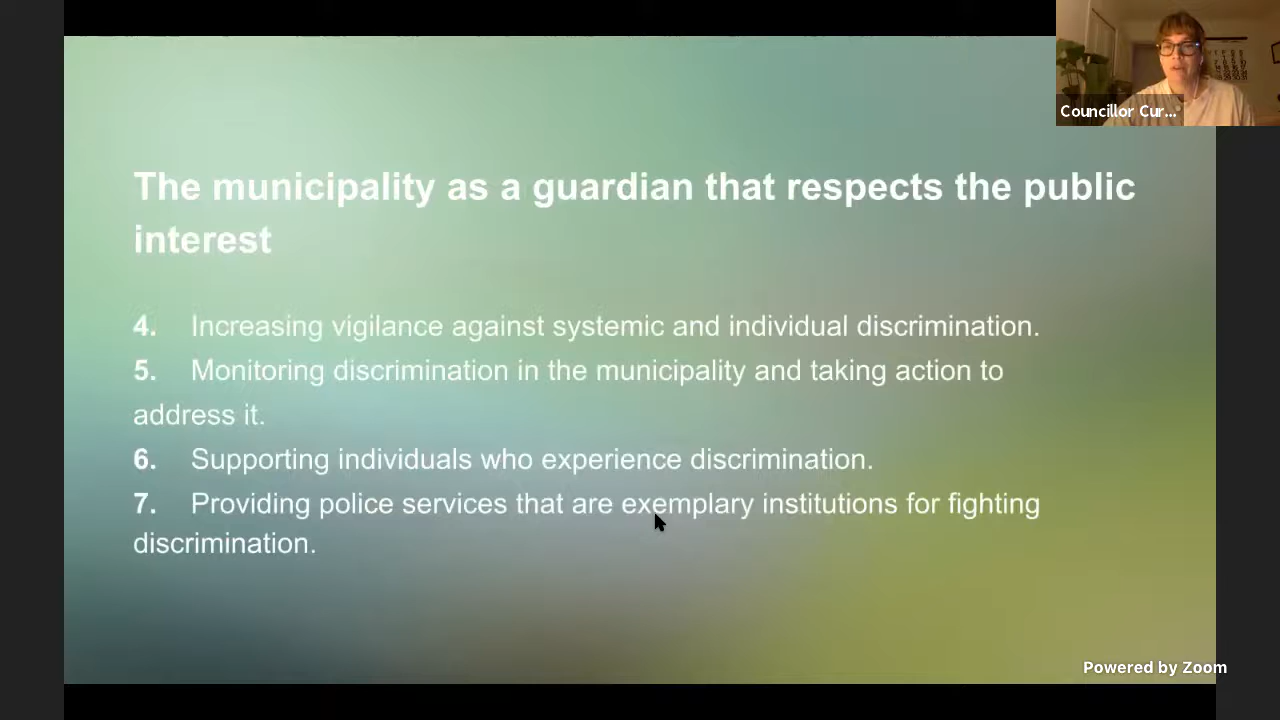 Councillor Cur...
The municipality as a guardian that respects the public
interest
4. Increasing vigilance against systemic and individual discrimination.
5. Monitoring discrimination in the municipality and taking action to
address it.
6. Supporting individuals who experience discrimination.
7. Providing police services that are exemplary institutions for fighting
discrimination.
Powered by Zoom